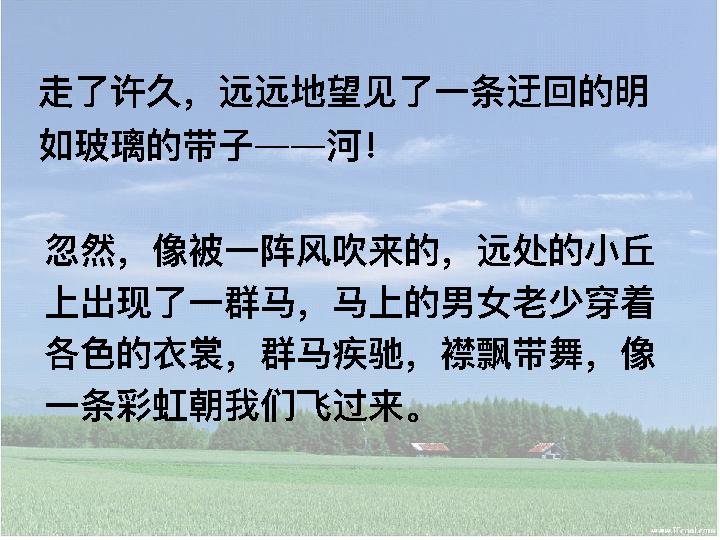 走了许久，远远地望见了一条迂回的明
如玻璃的带子——河！
忽然，像被一阵风吹来的，远处的小丘
上出现了一群马，马上的男女老少穿着
各色的衣裳，群马疾驰，襟飘带舞，像
一条彩虹朝我们飞过来。